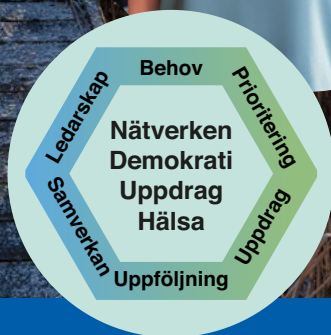 Behov
Prioritering
Uppdrag
Uppföljning
Samverkan
Ledarskap
Nätverken
Demokrati
Uppdrag
Hälsa